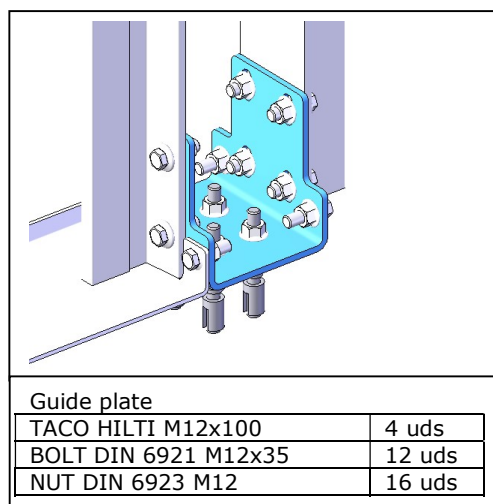 Guide plate
TACO HILTI M12x100 4 uds
BOLT DIN 6921 M12x35 12 uds
NUT DIN 6923 M12 16 uds